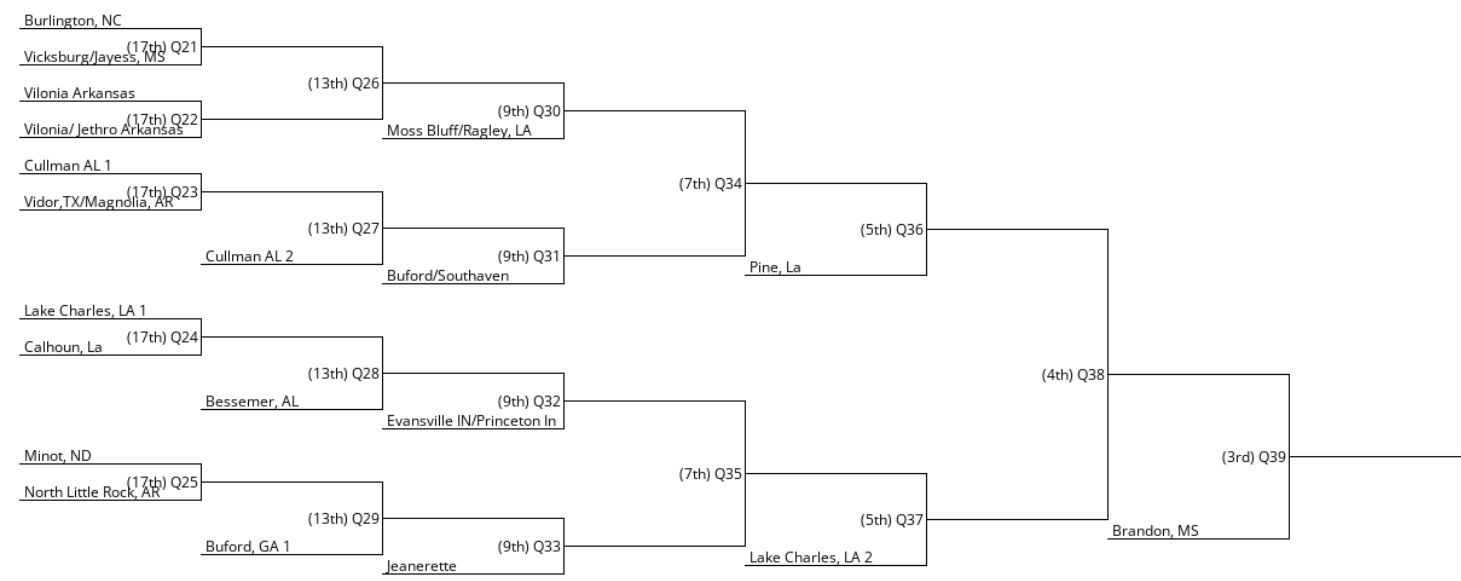 Burlington, NC
(17th) Q21
Vicksburg/Jayess, MS
(13th) Q26
Vilonia Arkansas
(17th) Q22
Vilonia/ Jethro Arkansas
(9th) Q30
Moss Bluff/Ragley, LA
Cullman AL 1
(17th) Q23
Vidor,TX/Magnolia, AR
(7th) Q34
(13th) Q27
Cullman AL 2
(9th) Q31
Buford/Southaven
(5th) Q36
Pine, La
Lake Charles, LA 1
(17th) Q24
Calhoun, La
(13th) Q28
Bessemer, AL
(9th) Q32
Evansville IN/Princeton In
(4th) Q38
Minot, ND
(17th) Q25
North Little Rock, AR
(7th) Q35
(3rd) Q39
(13th) Q29
Buford, GA 1
(9th) Q33
Jeanerette
(5th) Q37
Lake Charles, LA 2
Brandon, MS